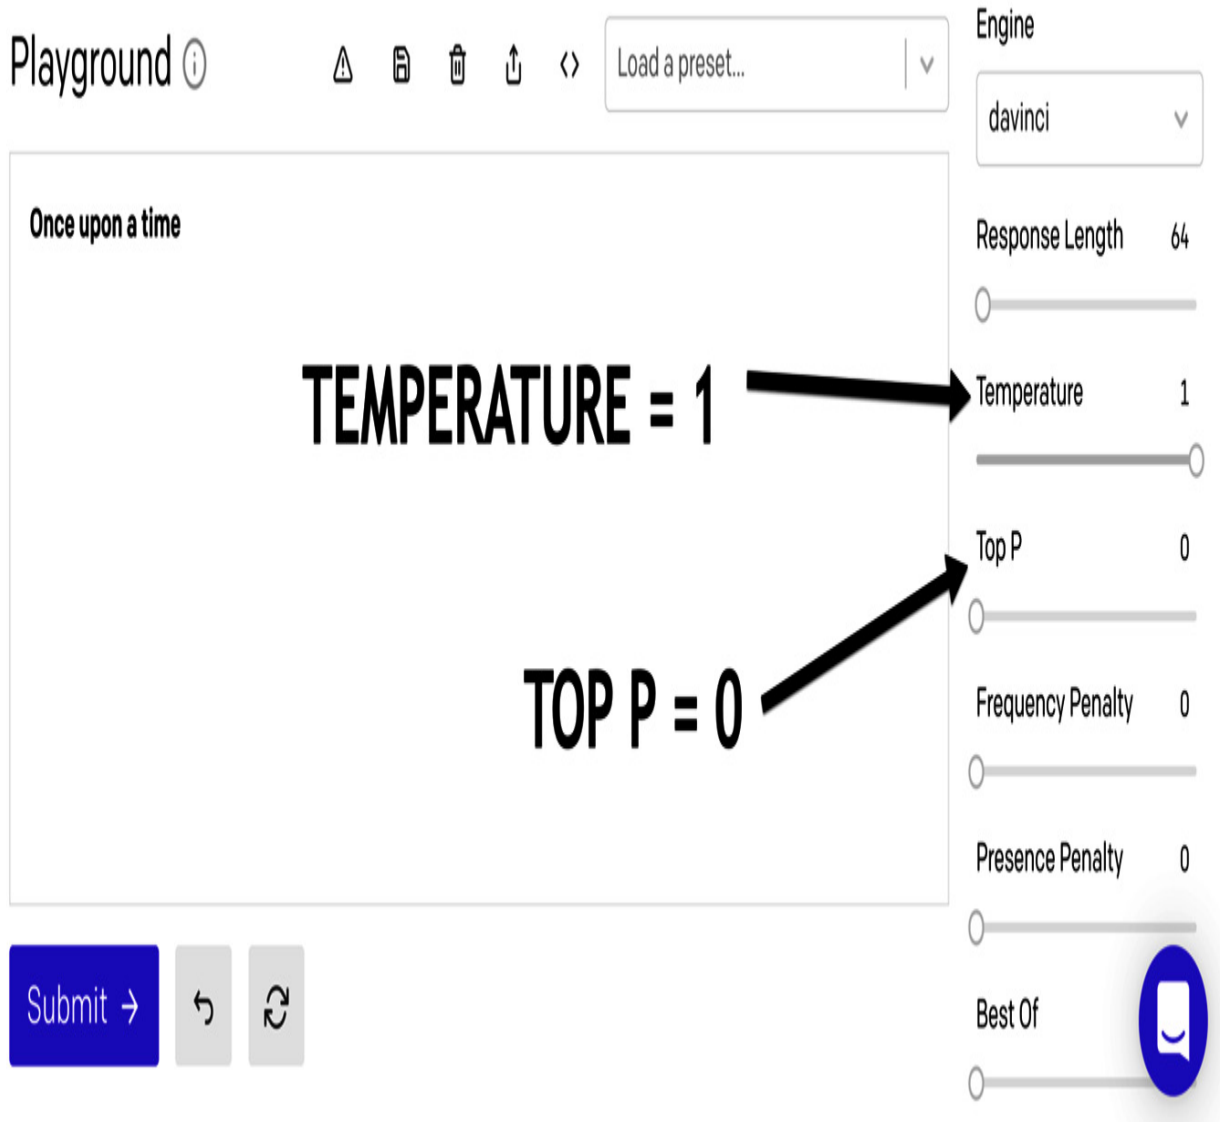 Playground
Load a preset...
Engine
davinci
Once upon a time
Response Length 64
TEMPERATURE = 1
Temperature 1
Top P 0
TOP P = 0
Frequency Penalty 0
Presence Penalty 0
Submit
Best Of